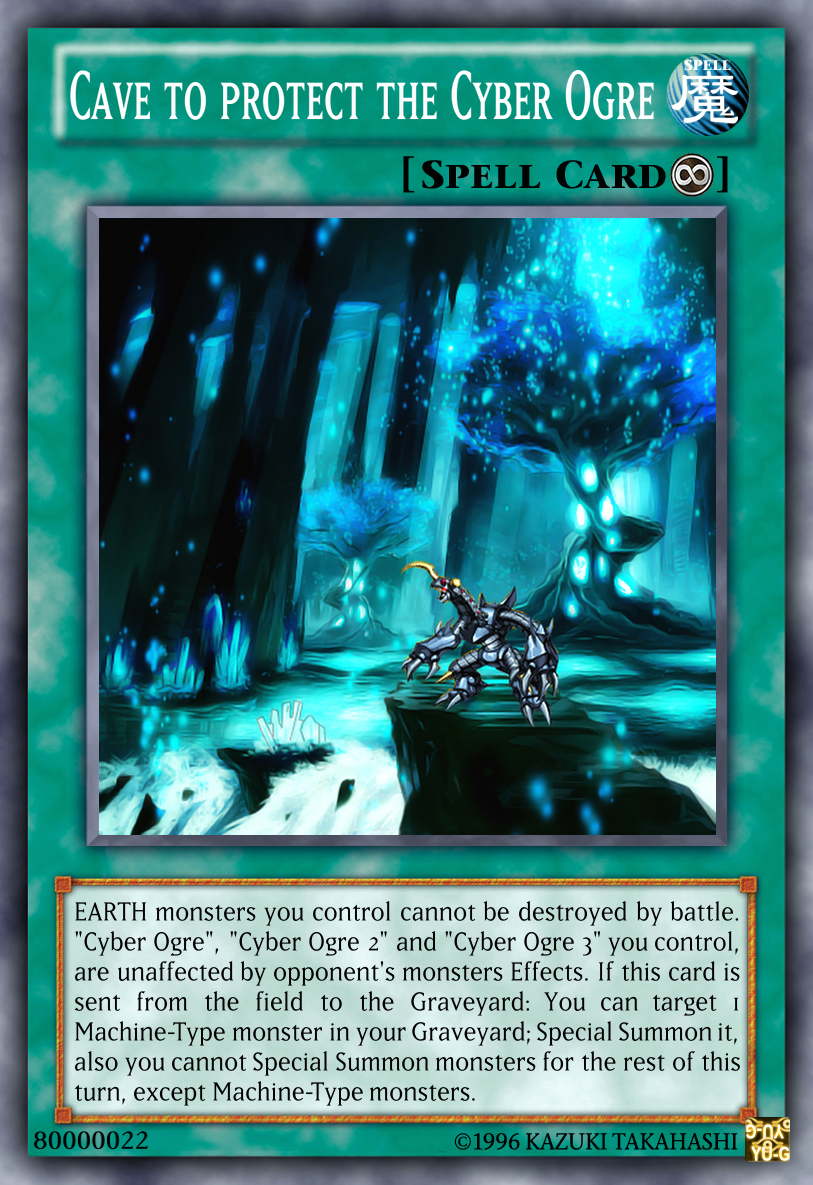 Cave to protect the Cyber Ogre
SPELL
魔
[Spell Card∞]
EARTH monsters you control cannot be destroyed by battle.
"Cyber Ogre", "Cyber Ogre 2" and "Cyber Ogre 3" you control,
are unaffected by opponent's monsters Effects. If this card is
sent from the field to the Graveyard: You can target 1
Machine-Type monster in your Graveyard; Special Summon it,
also you cannot Special Summon monsters for the rest of this
turn, except Machine-Type monsters.
80000022
©1996 KAZUKI TAKAHASHI
YU-G